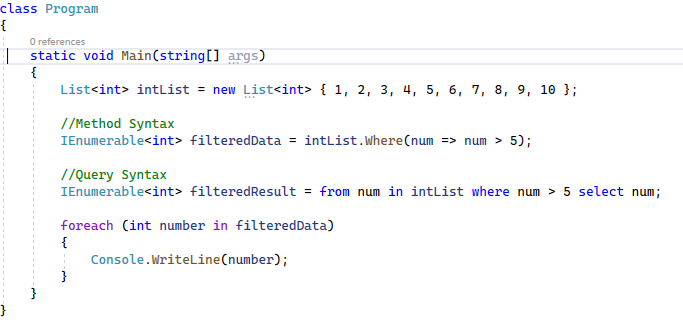 class Program
{
0 references
static void Main(string[] args)
{
List<int> intList = new List<int> { 1, 2, 3, 4, 5, 6, 7, 8, 9, 10 };
//Method Syntax
IEnumerable<int> filteredData = intList.Where(num => num > 5);
//Query Syntax
IEnumerable<int> filteredResult = from num in intList where num > 5 select num;
foreach (int number in filteredData)
{
Console.WriteLine(number);
}
}
}